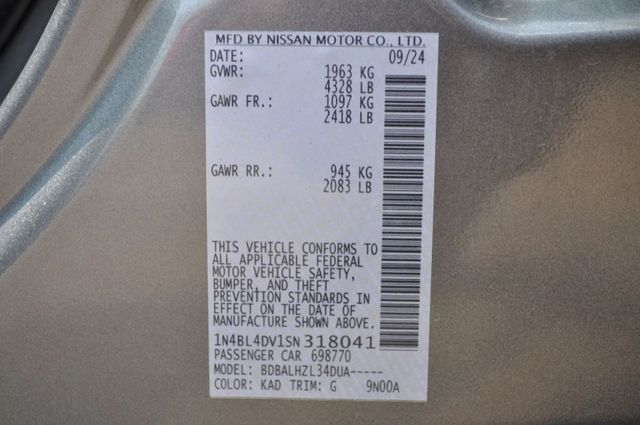 MFD BY NISSAN MOTOR CO., LTD.
DATE: 09/24
GVWR: 1963 KG
4328 LB
GAWR FR.: 1097 KG
2418 LB
GAWR RR.: 945 KG
2083 LB
THIS VEHICLE CONFORMS TO
ALL APPLICABLE FEDERAL
MOTOR VEHICLE SAFETY,
BUMPER, AND THEFT
PREVENTION STANDARDS IN
EFFECT ON THE DATE OF
MANUFACTURE SHOWN ABOVE.
1N4BL4DV1SN318041
PASSENGER CAR 698770
MODEL: BDBALHZL34DUA-----
COLOR: KAD TRIM: G 9N00A